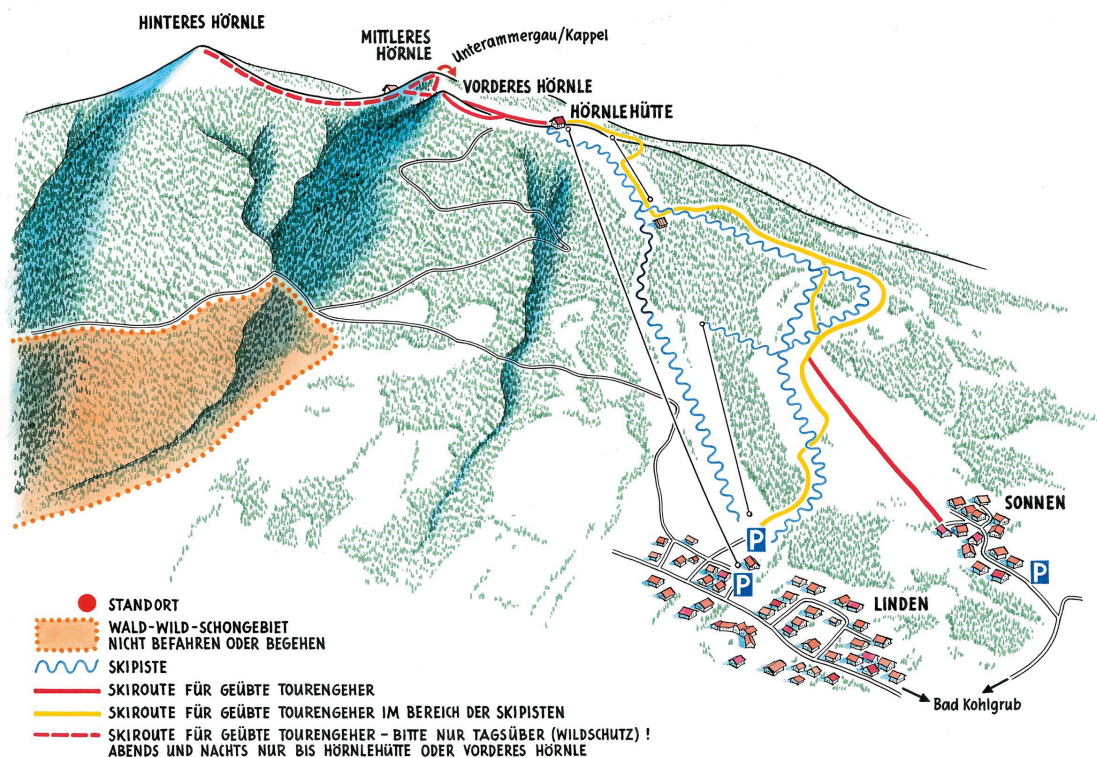 HINTERES HÖRNLE
MITTLERES
HÖRNLE
Unterammergau/Kappel
VORDERES HÖRNLE
HÖRNLEHÜTTE
SONNEN
P
P
P
LINDEN
Bad Kohlgrub
STANDORT
WALD-WILD-SCHONGEBIET
NICHT BEFAHREN ODER BEGEHEN
SKIPISTE
SKIROUTE FÜR GEÜBTE TOURENGEHER
SKIROUTE FÜR GEÜBTE TOURENGEHER IM BEREICH DER SKIPISTEN
SKIROUTE FÜR GEÜBTE TOURENGEHER - BITTE NUR TAGSÜBER (WILDSCHUTZ) !
ABENDS UND NACHTS NUR BIS HÖRNLEHÜTTE ODER VORDERES HÖRNLE